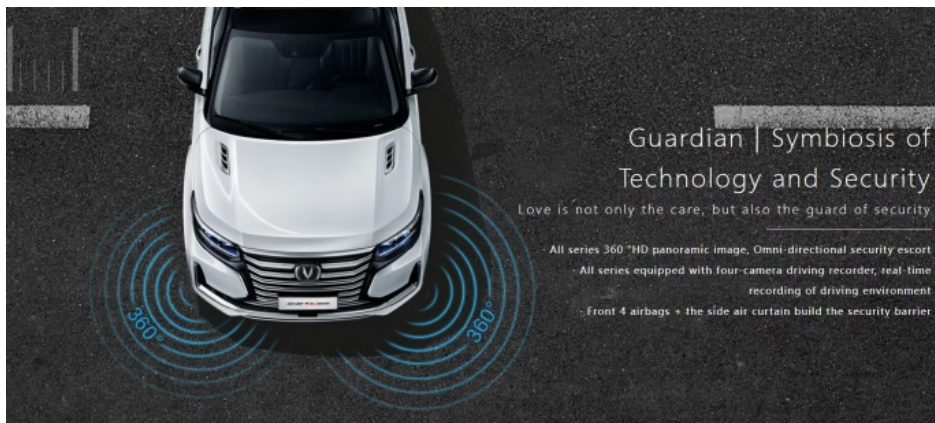 Guardian | Symbiosis of
Technology and Security
Love is not only the care, but also the guard of security
· All series 360 °HD panoramic image, Omni-directional security escort
· All series equipped with four-camera driving recorder, real-time
recording of driving environment
· Front 4 airbags + the side air curtain build the security barrier
360°
360°